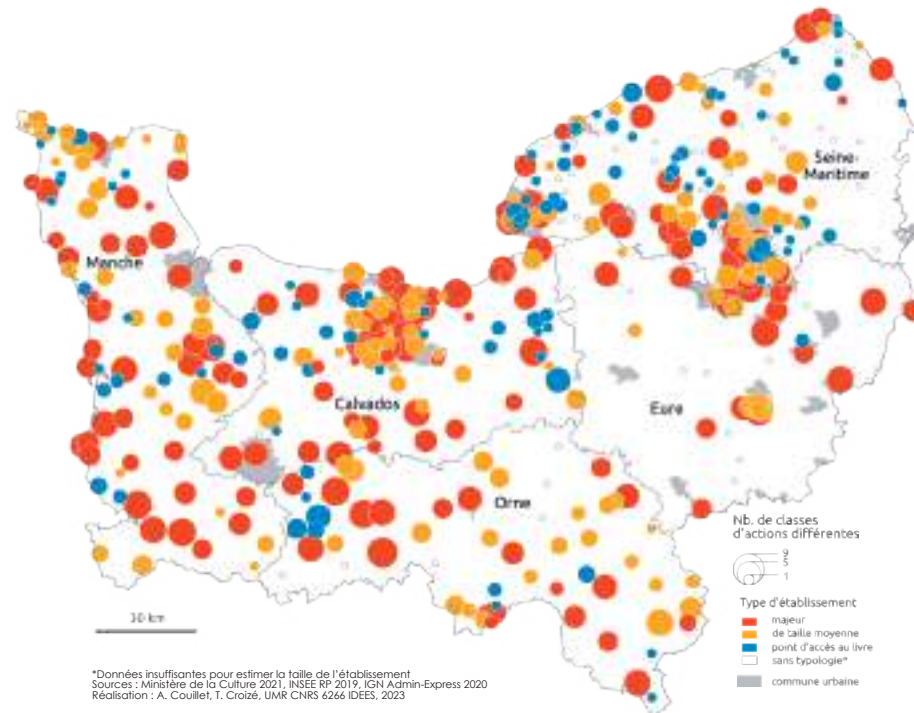 Seine-
Maritime
Manche
Calvados
Eure
Orne
Nb. de classes
d'actions différentes
9
5
1
Type d'établissement
majeur
de taille moyenne
point d'accès au livre
sans typologie*
commune urbaine
30 km
*Données insuffisantes pour estimer la taille de l'établissement
Sources : Ministère de la Culture 2021, INSEE RP 2019, IGN Admin-Express 2020
Réalisation : A. Couillet, T. Croizé, UMR CNRS 6266 IDEES, 2023